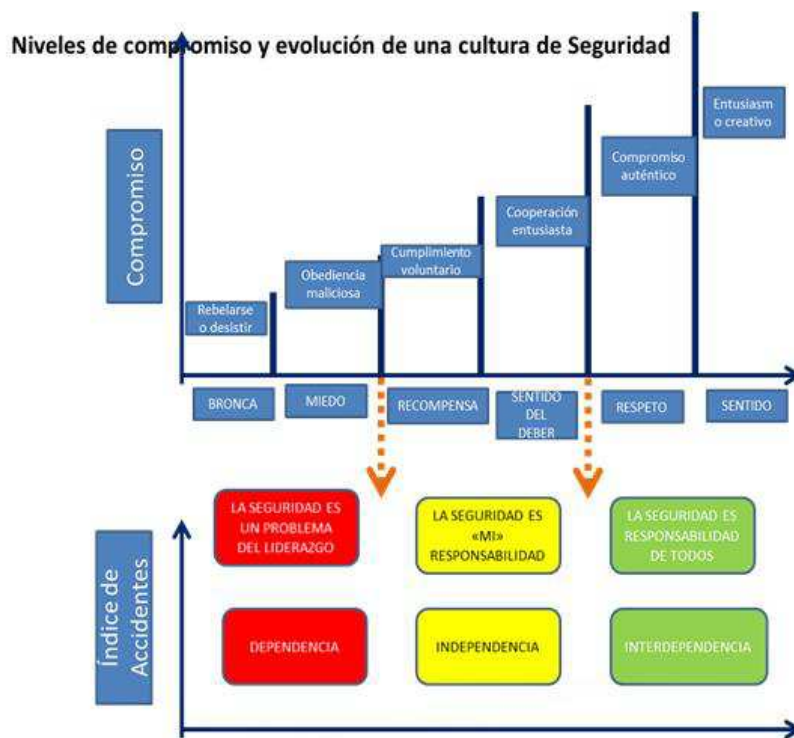 Niveles de compromiso y evolución de una cultura de Seguridad
Compromiso
Rebelarse
o desistir
Obediencia
maliciosa
Cumplimiento
voluntario
Cooperación
entusiasta
Compromiso
auténtico
Entusiasm
o creativo
BRONCA
MIEDO
RECOMPENSA
SENTIDO
DEL
DEBER
RESPETO
SENTIDO
Índice de
Accidentes
LA SEGURIDAD ES
UN PROBLEMA
DEL LIDERAZGO
LA SEGURIDAD ES
«MI»
RESPONSABILIDAD
LA SEGURIDAD ES
RESPONSABILIDAD
DE TODOS
DEPENDENCIA
INDEPENDENCIA
INTERDEPENDENCIA